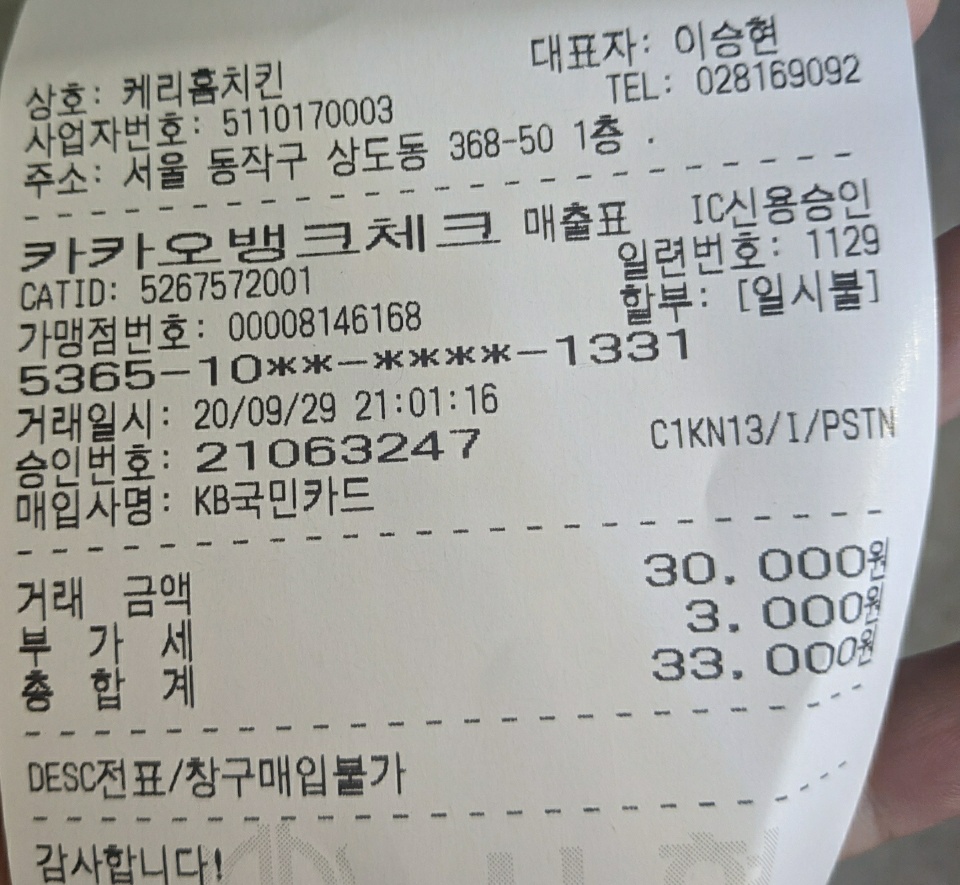 대표자: 이승현
상호: 케리홈치킨
TEL: 028169092
사업자번호: 5110170003
주소: 서울 동작구 상도동 368-50 1층 .
카카오뱅크체크 매출표 IC신용승인
CATID: 5267572001 일련번호: 1129
가맹점번호: 00008146168 할부: [일시불]
5365-10**-****-1331
거래일시: 20/09/29 21:01:16
승인번호: 21063247 C1KN13/I/PSTN
매입사명: KB국민카드
거래 금액 30,000원
부 가 세 3,000원
총 합 계 33,000원
DESC전표/창구매입불가
감사합니다!